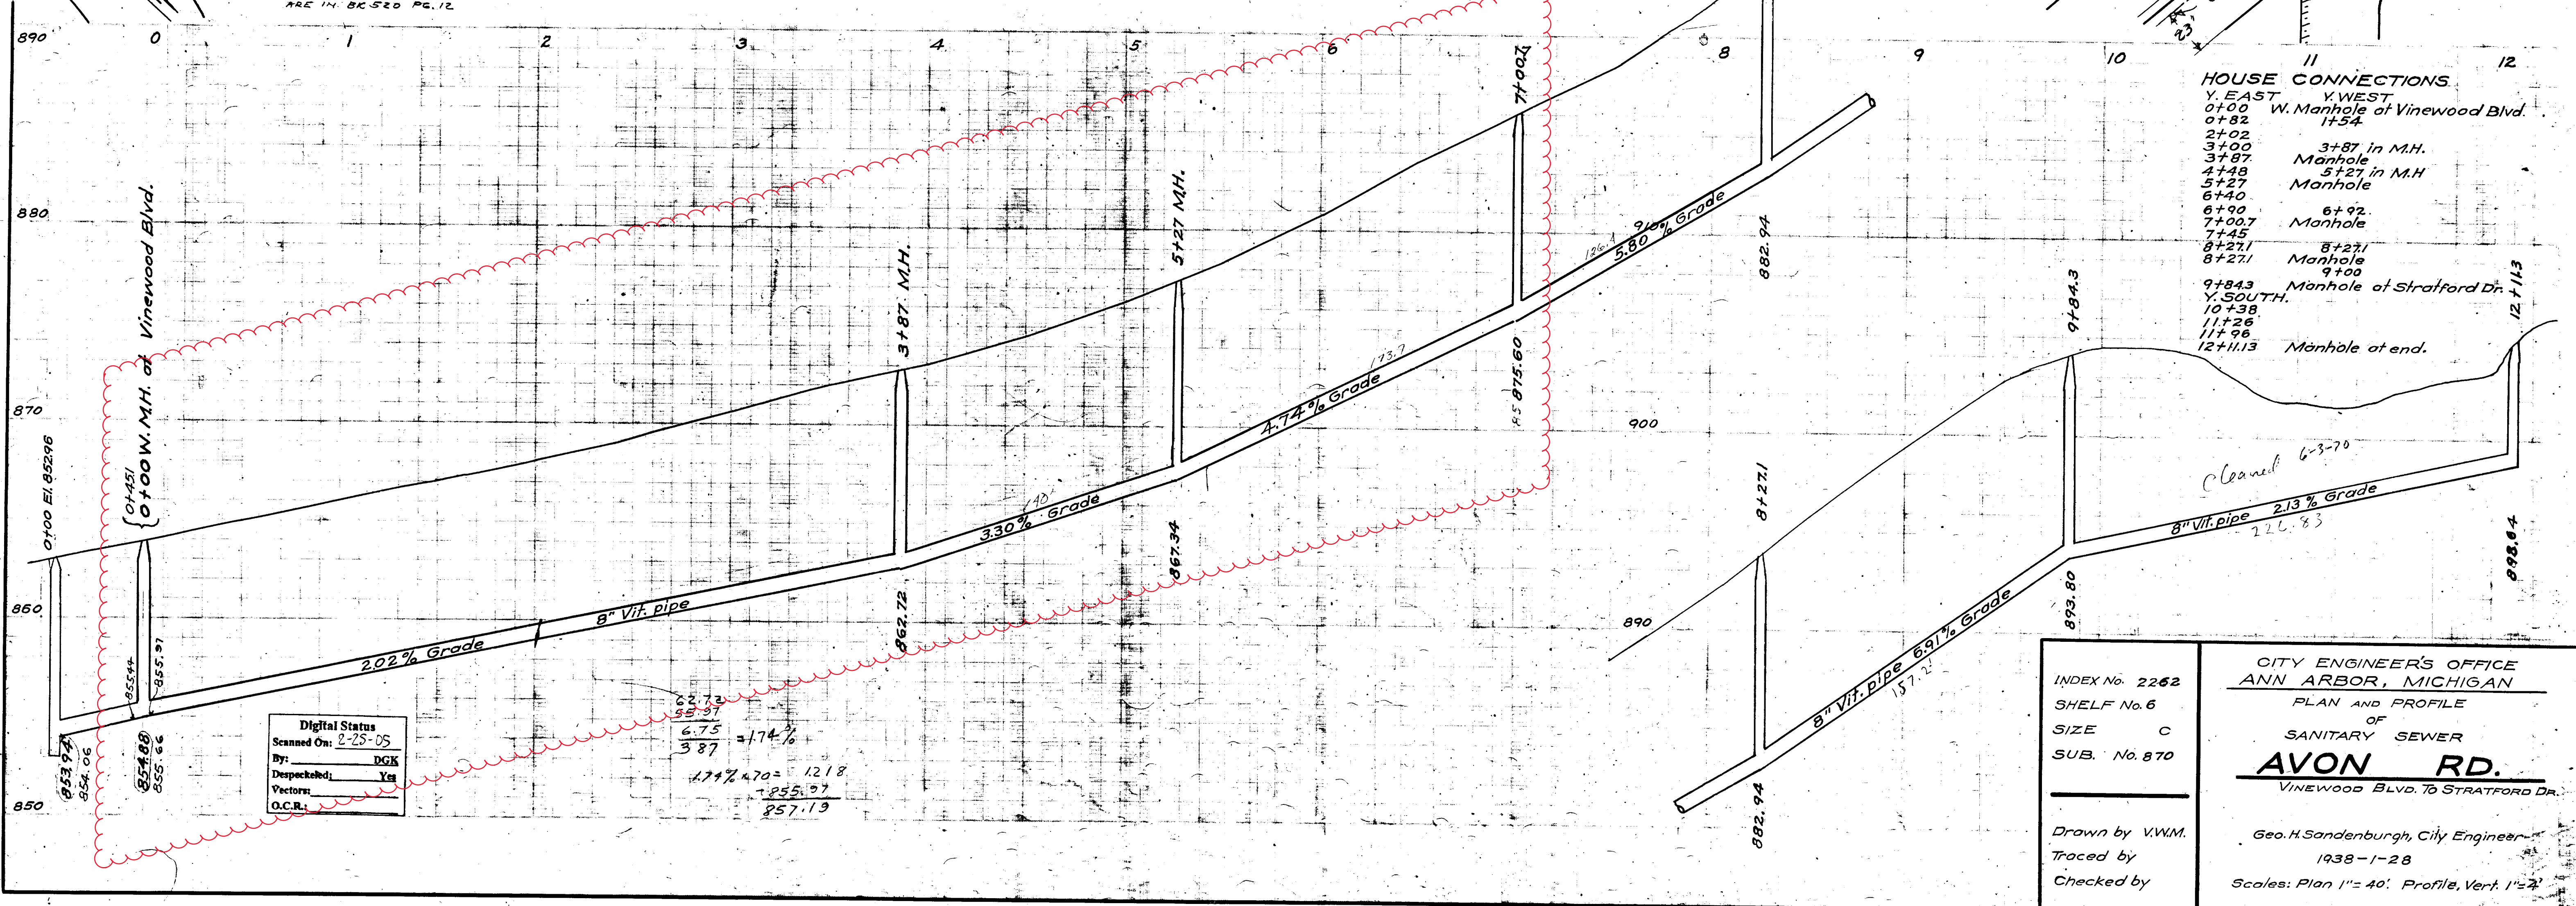 ARE IN BK 520 PG. 12
890
0
1
2
3
4
5
6
7+00.7
8
9
10
11
12
23'
HOUSE CONNECTIONS
Y. EAST Y. WEST
0+00 W. Manhole at Vinewood Blvd.
0+82 1+54
2+02
3+00 3+87 in M.H.
3+87 Manhole
4+48 5+27 in M.H
5+27 Manhole
6+40
6+90 6+92
7+00.7 Manhole
7+45
8+27.1 8+27.1
8+27.1 Manhole
9+00
9+84.3 Manhole at Stratford Dr.
Y. SOUTH.
10+38
11+26
11+96
12+11.13 Manhole at end.
880
870
860
850
0+00 El. 852.96
{0+45.1
0+00 W. M.H. at Vinewood Blvd.
3+87 M.H.
5+27 M.H.
882.94
9+84.3
12+11.3
5.80 % Grade
173.7
4.74 % Grade
875.60
140'
3.30 % Grade
867.34
862.72
8" Vit. pipe
2.02 % Grade
855.44
855.97
853.94
854.06
854.88
855.66
Digital Status
Scanned On: 2-25-05
By: DGK
Despeckeled: Yes
Vectors:
O.C.R.:
62.72
55.97
6.75
3 87 = 1.74 %
1.74% x 70 = 1.218
+855.97
857.19
900
890
8+27.1
882.94
8" Vit. pipe 6.91 % Grade
157.2'
893.80
Cleaned 6-3-70
8" Vit. pipe 2.13 % Grade
226.83
898.64
INDEX No. 2262
SHELF No. 6
SIZE C
SUB. No. 870
Drawn by V.W.M.
Traced by
Checked by
CITY ENGINEER'S OFFICE
ANN ARBOR, MICHIGAN
PLAN AND PROFILE
OF
SANITARY SEWER
AVON RD.
VINEWOOD BLVD. TO STRATFORD DR.
Geo. H. Sandenburgh, City Engineer
1938-1-28
Scales: Plan 1"= 40'. Profile, Vert. 1"=4'